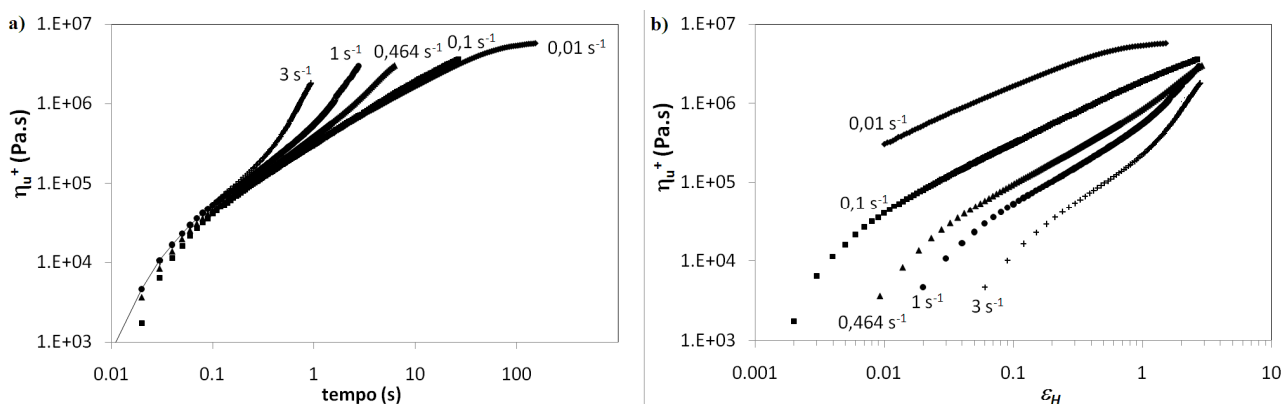 a)
1.E+07
1.E+06
1.E+05
1.E+04
1.E+03
ηu+ (Pa.s)
3 s-1
1 s-1
0,464 s-1
0,1 s-1
0,01 s-1
0.01
0.1
1
10
100
tempo (s)
b)
1.E+07
1.E+06
1.E+05
1.E+04
1.E+03
ηu+ (Pa.s)
0,01 s-1
0,1 s-1
0,464 s-1
1 s-1
3 s-1
0.001
0.01
0.1
1
10
εH